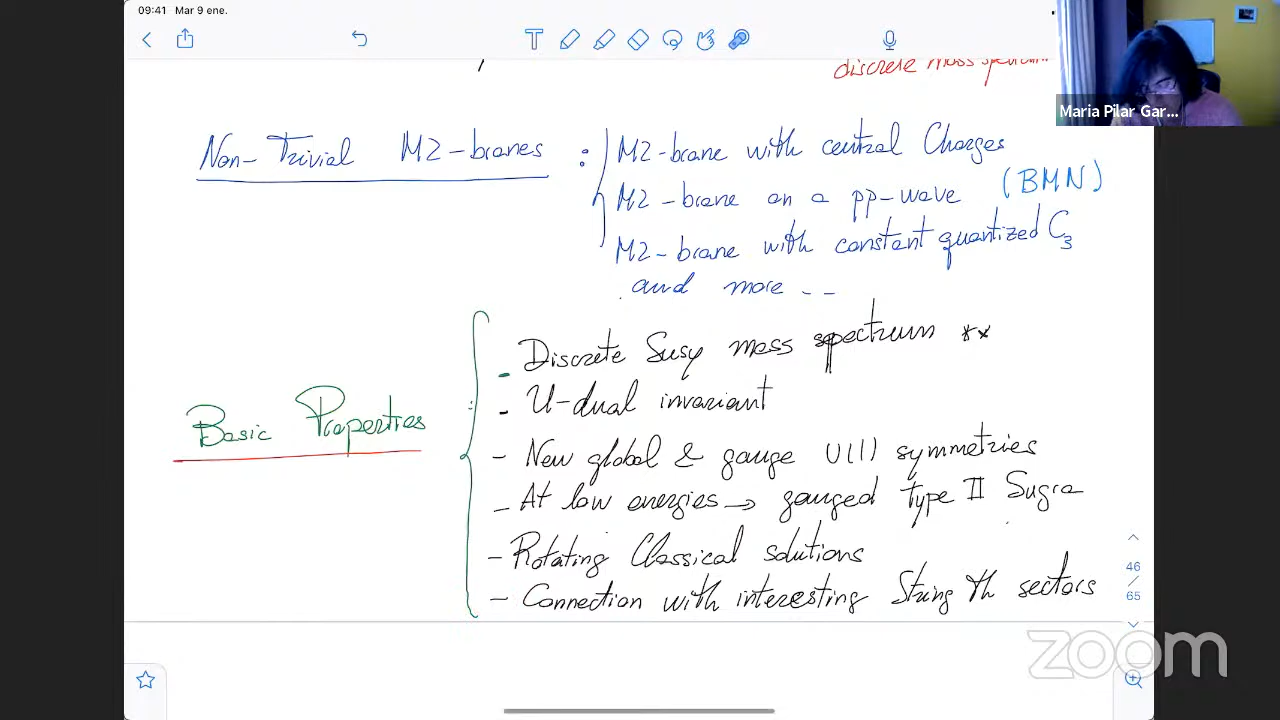 09:41 Mar 9 ene.
discrete mass spectrum
Maria Pilar Gar...
Non-Trivial M2-branes : M2-brane with central Charges
M2-brane on a pp-wave (BMN)
M2-brane with constant quantized C3
and more --
Basic Properties :
- Discrete Susy mass spectrum **
- U-dual invariant
- New global & gauge U(1) symmetries
- At low energies → gauged type II Sugra
- Rotating Classical solutions
- Connection with interesting String Th sectors
46
/
65
zoom